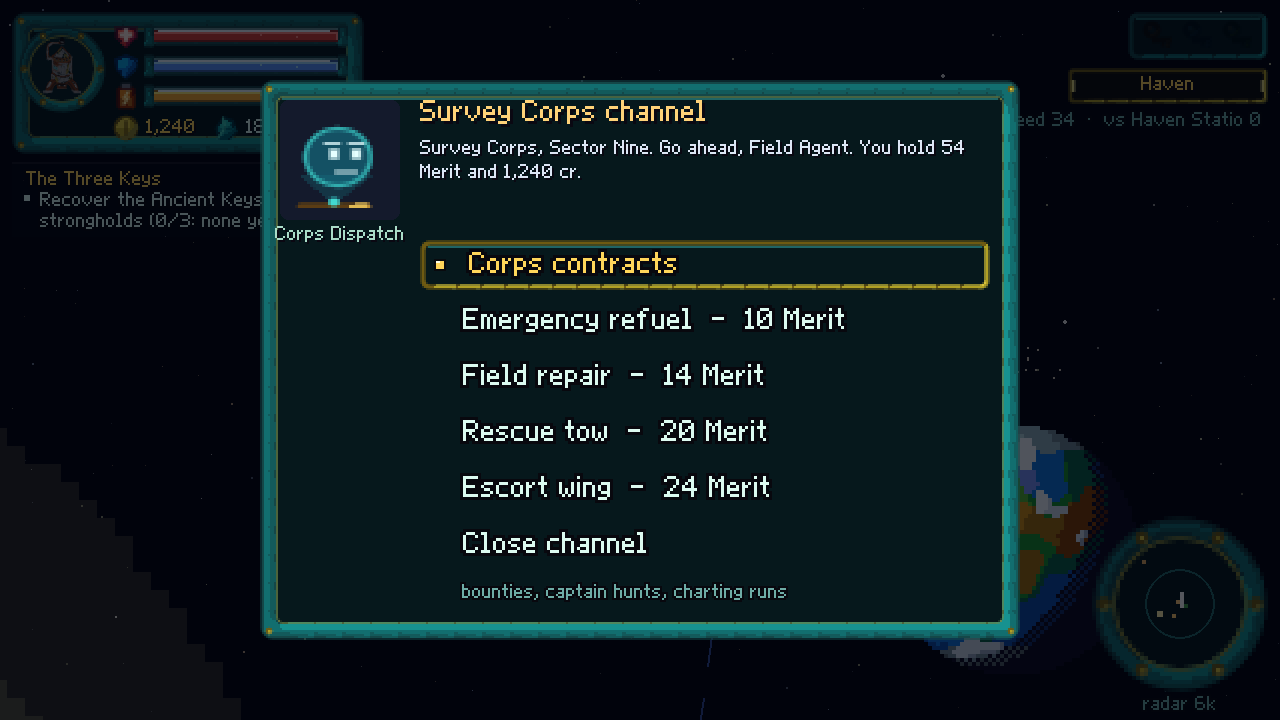 1,240
18
Haven
eed 34 · vs Haven Statio 0
The Three Keys
Recover the Ancient Keys
strongholds (0/3: none ye
Survey Corps channel
Survey Corps, Sector Nine. Go ahead, Field Agent. You hold 54
Merit and 1,240 cr.
Corps Dispatch
Corps contracts
Emergency refuel - 10 Merit
Field repair - 14 Merit
Rescue tow - 20 Merit
Escort wing - 24 Merit
Close channel
bounties, captain hunts, charting runs
radar 6k